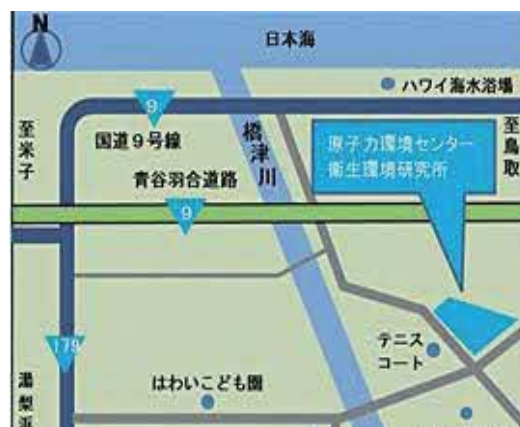 N
日本海
ハワイ海水浴場
9
国道9号線
至米子
橋津川
原子力環境センター
衛生環境研究所
至鳥取
青谷羽合道路
9
179
テニス
コート
はわいこども園
湯梨浜